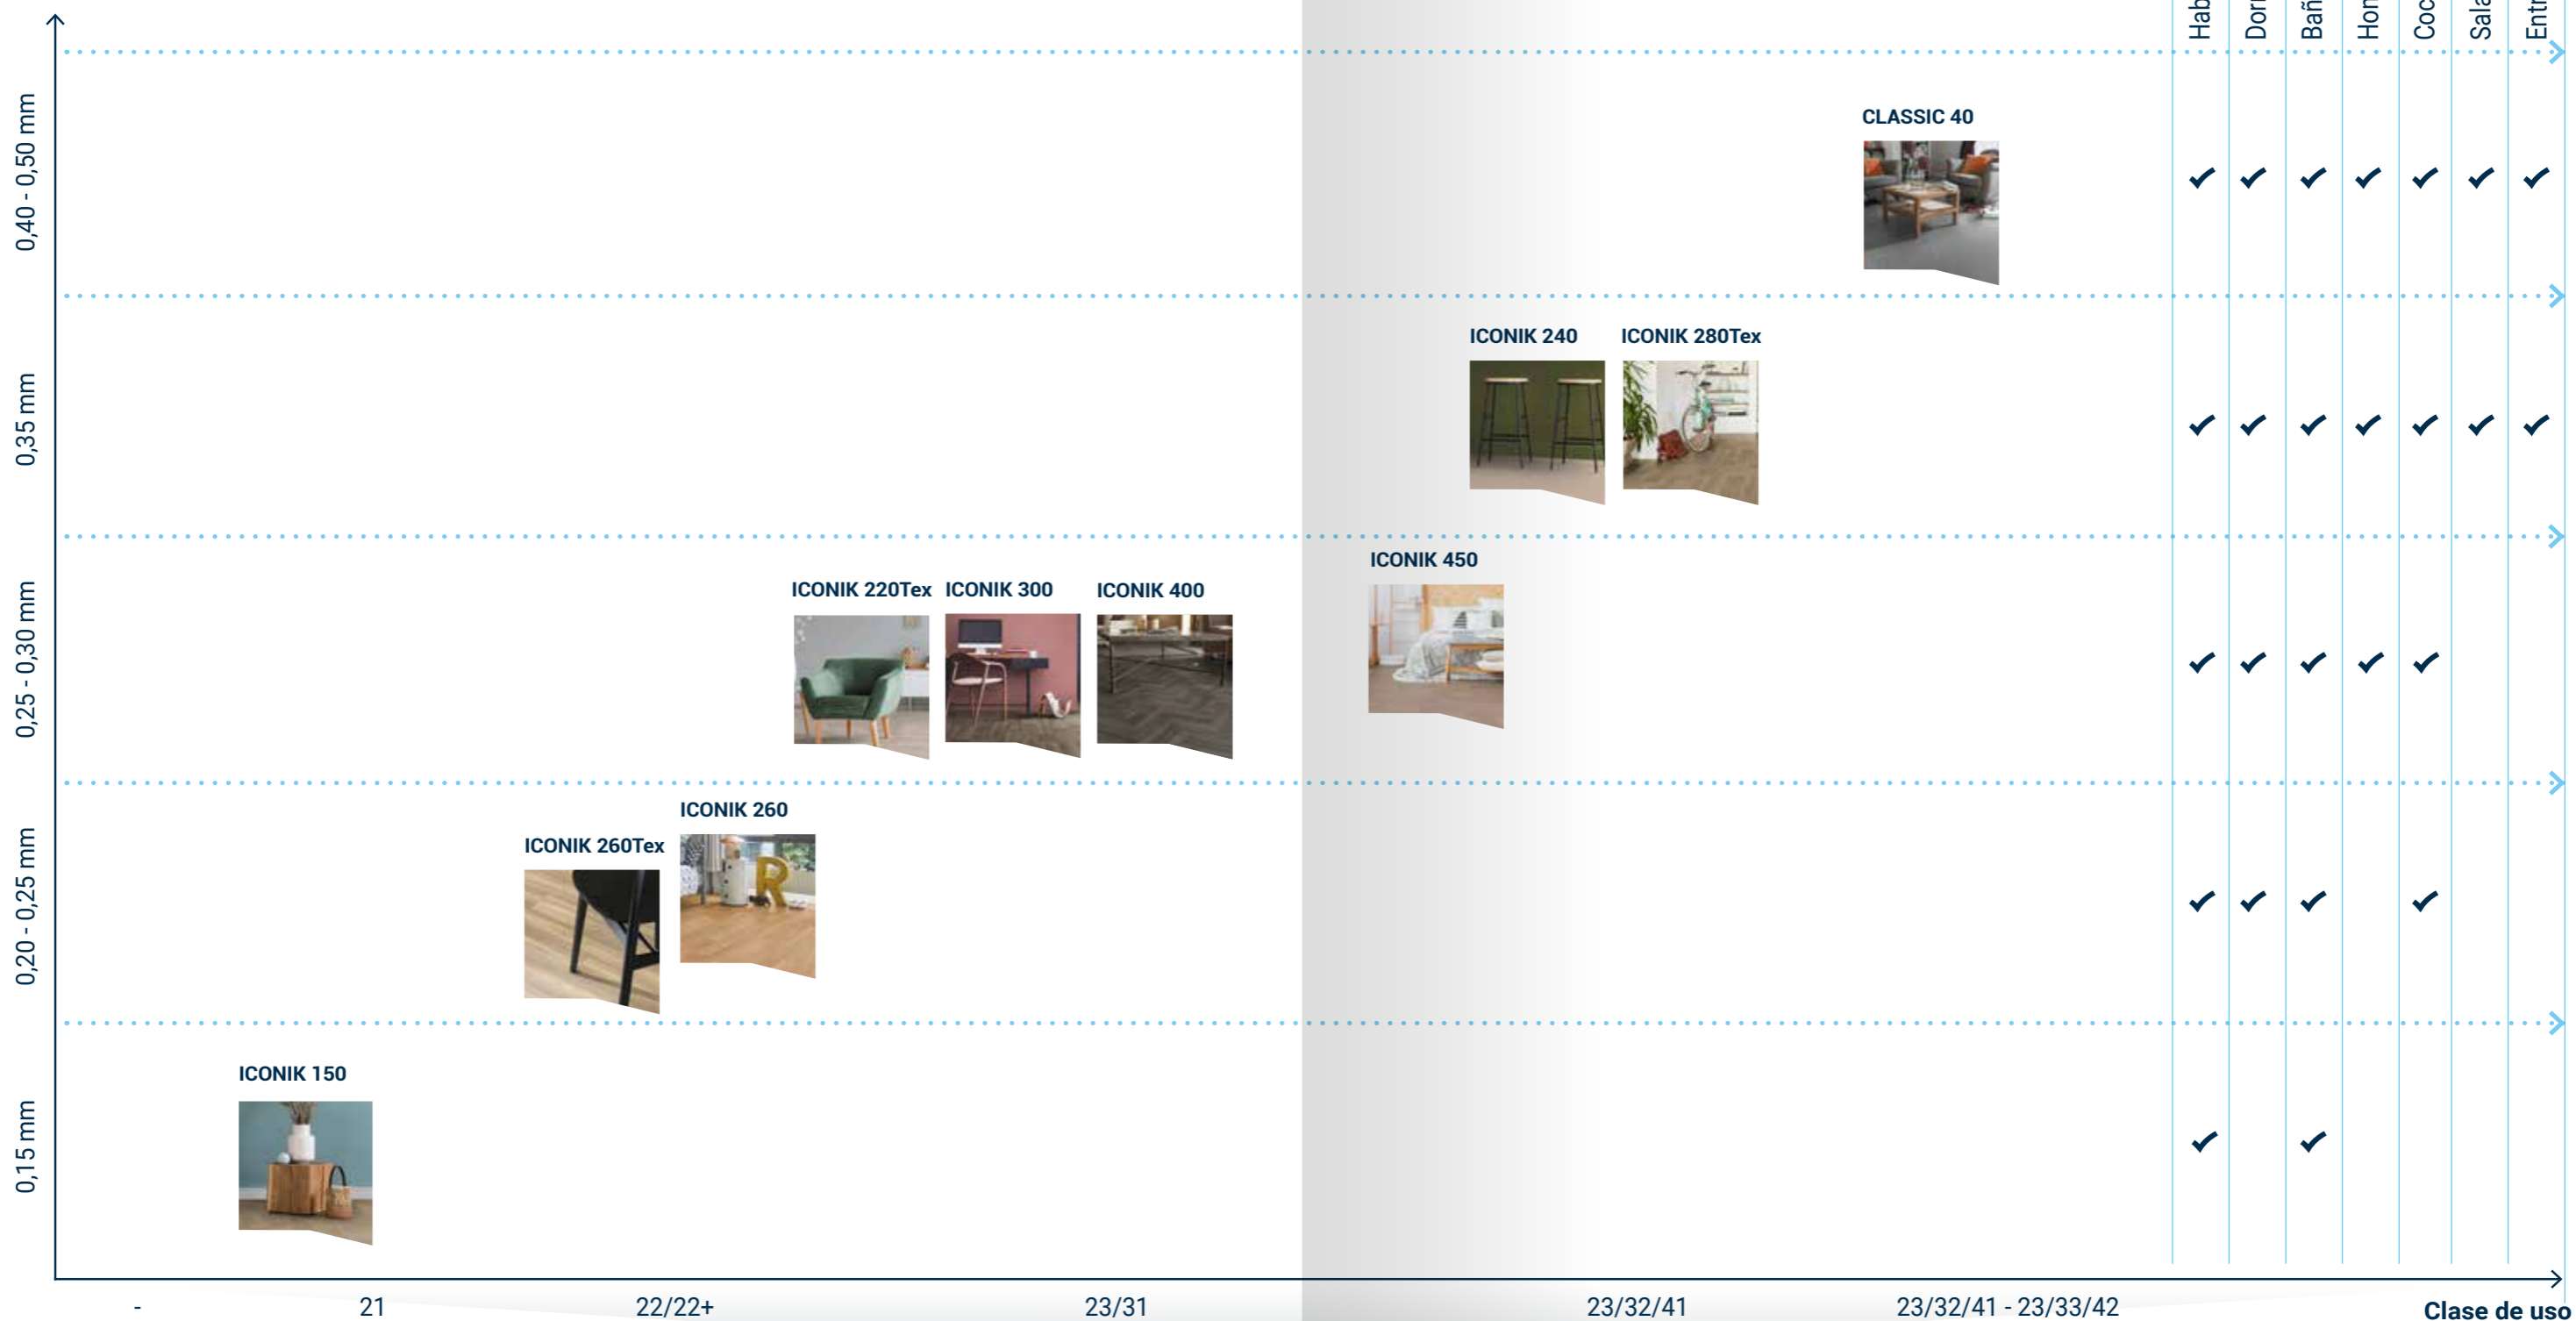 Hab
Dor
Bañ
Hon
Coc
Sala
Entr
0,40 - 0,50 mm
CLASSIC 40
0,35 mm
ICONIK 240
ICONIK 280Tex
0,25 - 0,30 mm
ICONIK 220Tex
ICONIK 300
ICONIK 400
ICONIK 450
0,20 - 0,25 mm
ICONIK 260Tex
ICONIK 260
0,15 mm
ICONIK 150
- 21 22/22+ 23/31 23/32/41 23/32/41 - 23/33/42 Clase de uso